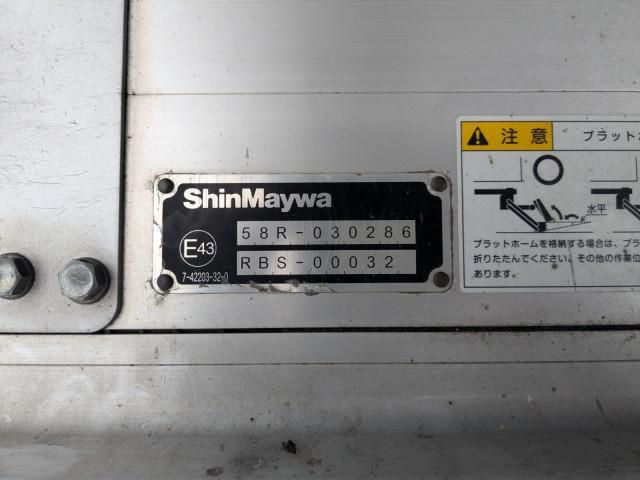 ShinMaywa
58R-030286
E43
RBS-00032
7-42203-32-0
注意
プラット
水平
プラットホームを格納する場合は、プラ
折りたたんでください。その他の作業位
あります。